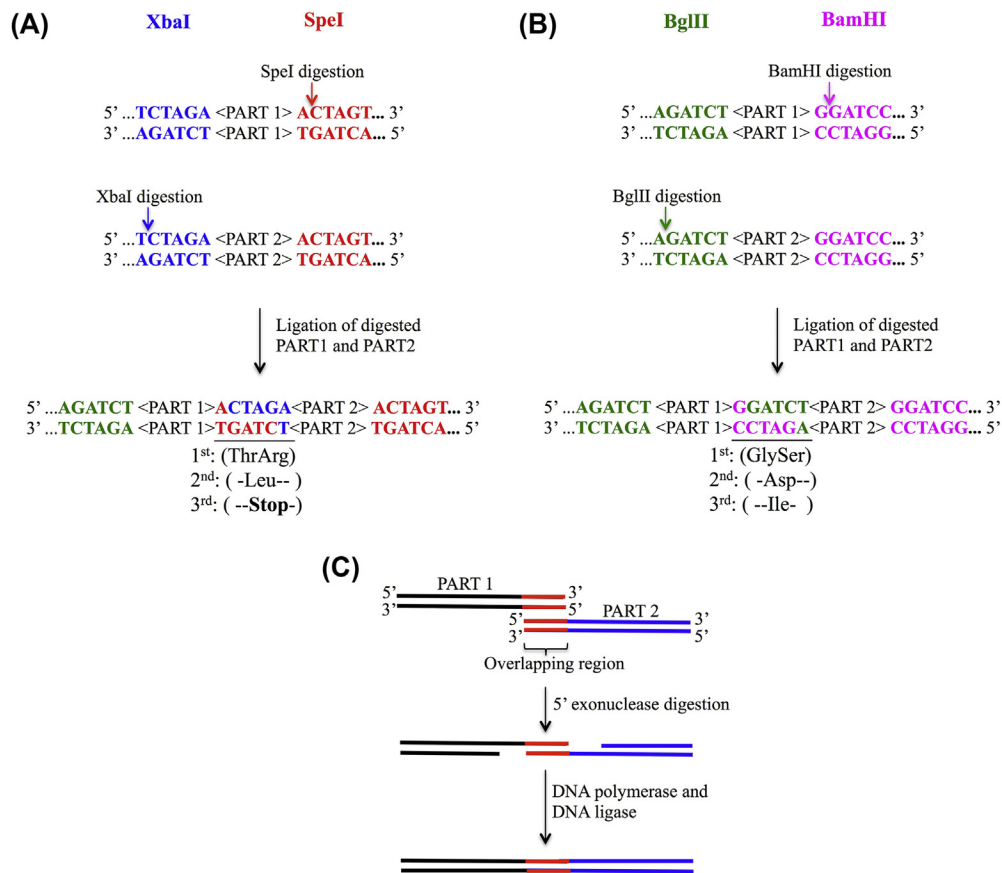 (A)
XbaI SpeI
SpeI digestion
5’ ...TCTAGA <PART 1> ACTAGT... 3’
3’ ...AGATCT <PART 1> TGATCA... 5’
XbaI digestion
5’ ...TCTAGA <PART 2> ACTAGT... 3’
3’ ...AGATCT <PART 2> TGATCA... 5’
Ligation of digested
PART1 and PART2
5’ ...AGATCT <PART 1>ACTAGA<PART 2> ACTAGT... 3’
3’ ...TCTAGA <PART 1>TGATCT<PART 2> TGATCA... 5’
1st: (ThrArg)
2nd: ( -Leu-- )
3rd: ( --Stop-)
(B)
BglII BamHI
BamHI digestion
5’ ...AGATCT <PART 1> GGATCC... 3’
3’ ...TCTAGA <PART 1> CCTAGG... 5’
BglII digestion
5’ ...AGATCT <PART 2> GGATCC... 3’
3’ ...TCTAGA <PART 2> CCTAGG... 5’
Ligation of digested
PART1 and PART2
5’ ...AGATCT <PART 1>GGATCT<PART 2> GGATCC... 3’
3’ ...TCTAGA <PART 1>CCTAGA<PART 2> CCTAGG... 5’
1st: (GlySer)
2nd: ( -Asp--)
3rd: ( --Ile- )
(C)
5’ PART 1 3’
3’ 5’
5’ PART 2 3’
3’ 5’
Overlapping region
5’ exonuclease digestion
DNA polymerase and
DNA ligase